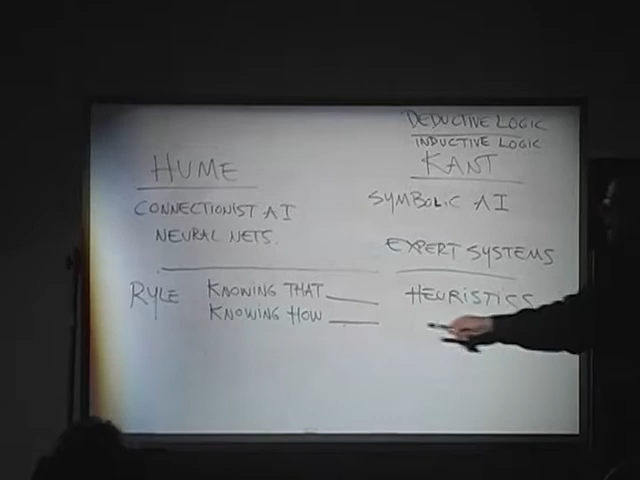 DEDUCTIVE LOGIC
INDUCTIVE LOGIC
HUME
KANT
CONNECTIONIST AI
SYMBOLIC AI
NEURAL NETS.
EXPERT SYSTEMS
RYLE KNOWING THAT
HEURISTICS
KNOWING HOW